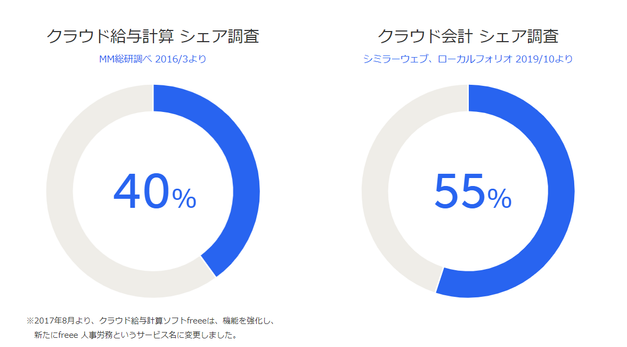 クラウド給与計算 シェア調査
MM総研調べ 2016/3より
40%
※2017年8月より、クラウド給与計算ソフトfreeeは、機能を強化し、
新たにfreee 人事労務というサービス名に変更しました。
クラウド会計 シェア調査
シミラーウェブ、ローカルフォリオ 2019/10より
55%